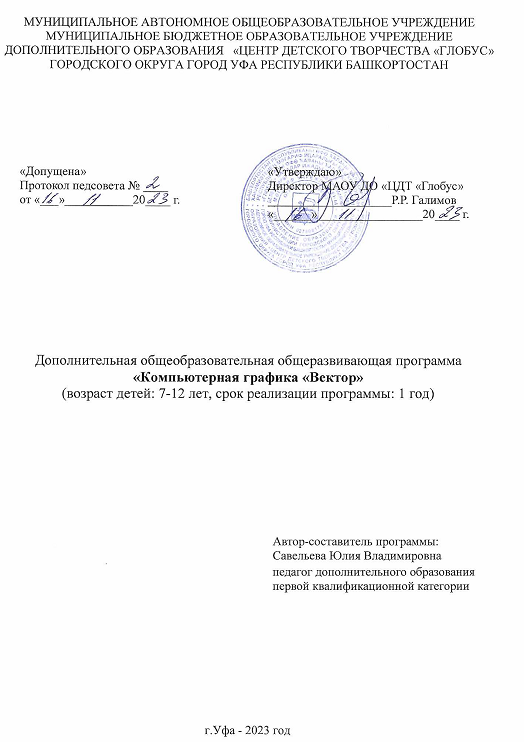 МУНИЦИПАЛЬНОЕ АВТОНОМНОЕ ОБЩЕОБРАЗОВАТЕЛЬНОЕ УЧРЕЖДЕНИЕ
МУНИЦИПАЛЬНОЕ БЮДЖЕТНОЕ ОБРАЗОВАТЕЛЬНОЕ УЧРЕЖДЕНИЕ
ДОПОЛНИТЕЛЬНОГО ОБРАЗОВАНИЯ «ЦЕНТР ДЕТСКОГО ТВОРЧЕСТВА «ГЛОБУС»
ГОРОДСКОГО ОКРУГА ГОРОД УФА РЕСПУБЛИКИ БАШКОРТОСТАН
«Допущена»
Протокол педсовета № 2
от «16» 11 2023 г.
«Утверждаю»
Директор МАОУ ДО «ЦДТ «Глобус»
Р.Р. Галимов
«16» 11 2023 г.
Дополнительная общеобразовательная общеразвивающая программа
«Компьютерная графика «Вектор»
(возраст детей: 7-12 лет, срок реализации программы: 1 год)
Автор-составитель программы:
Савельева Юлия Владимировна
педагог дополнительного образования
первой квалификационной категории
г.Уфа - 2023 год